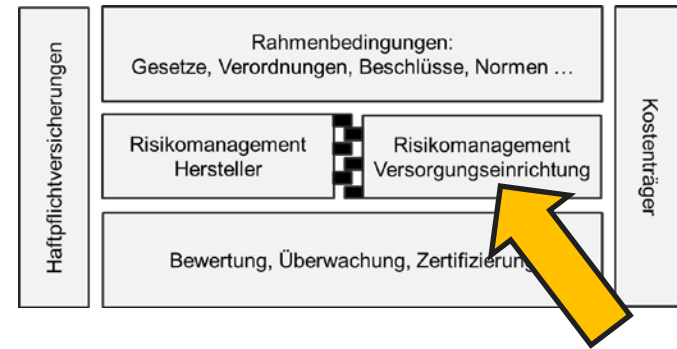 Haftpflichtversicherungen
Rahmenbedingungen:
Gesetze, Verordnungen, Beschlüsse, Normen …
Risikomanagement
Hersteller
Risikomanagement
Versorgungseinrichtung
Bewertung, Überwachung, Zertifizierung
Kostenträger